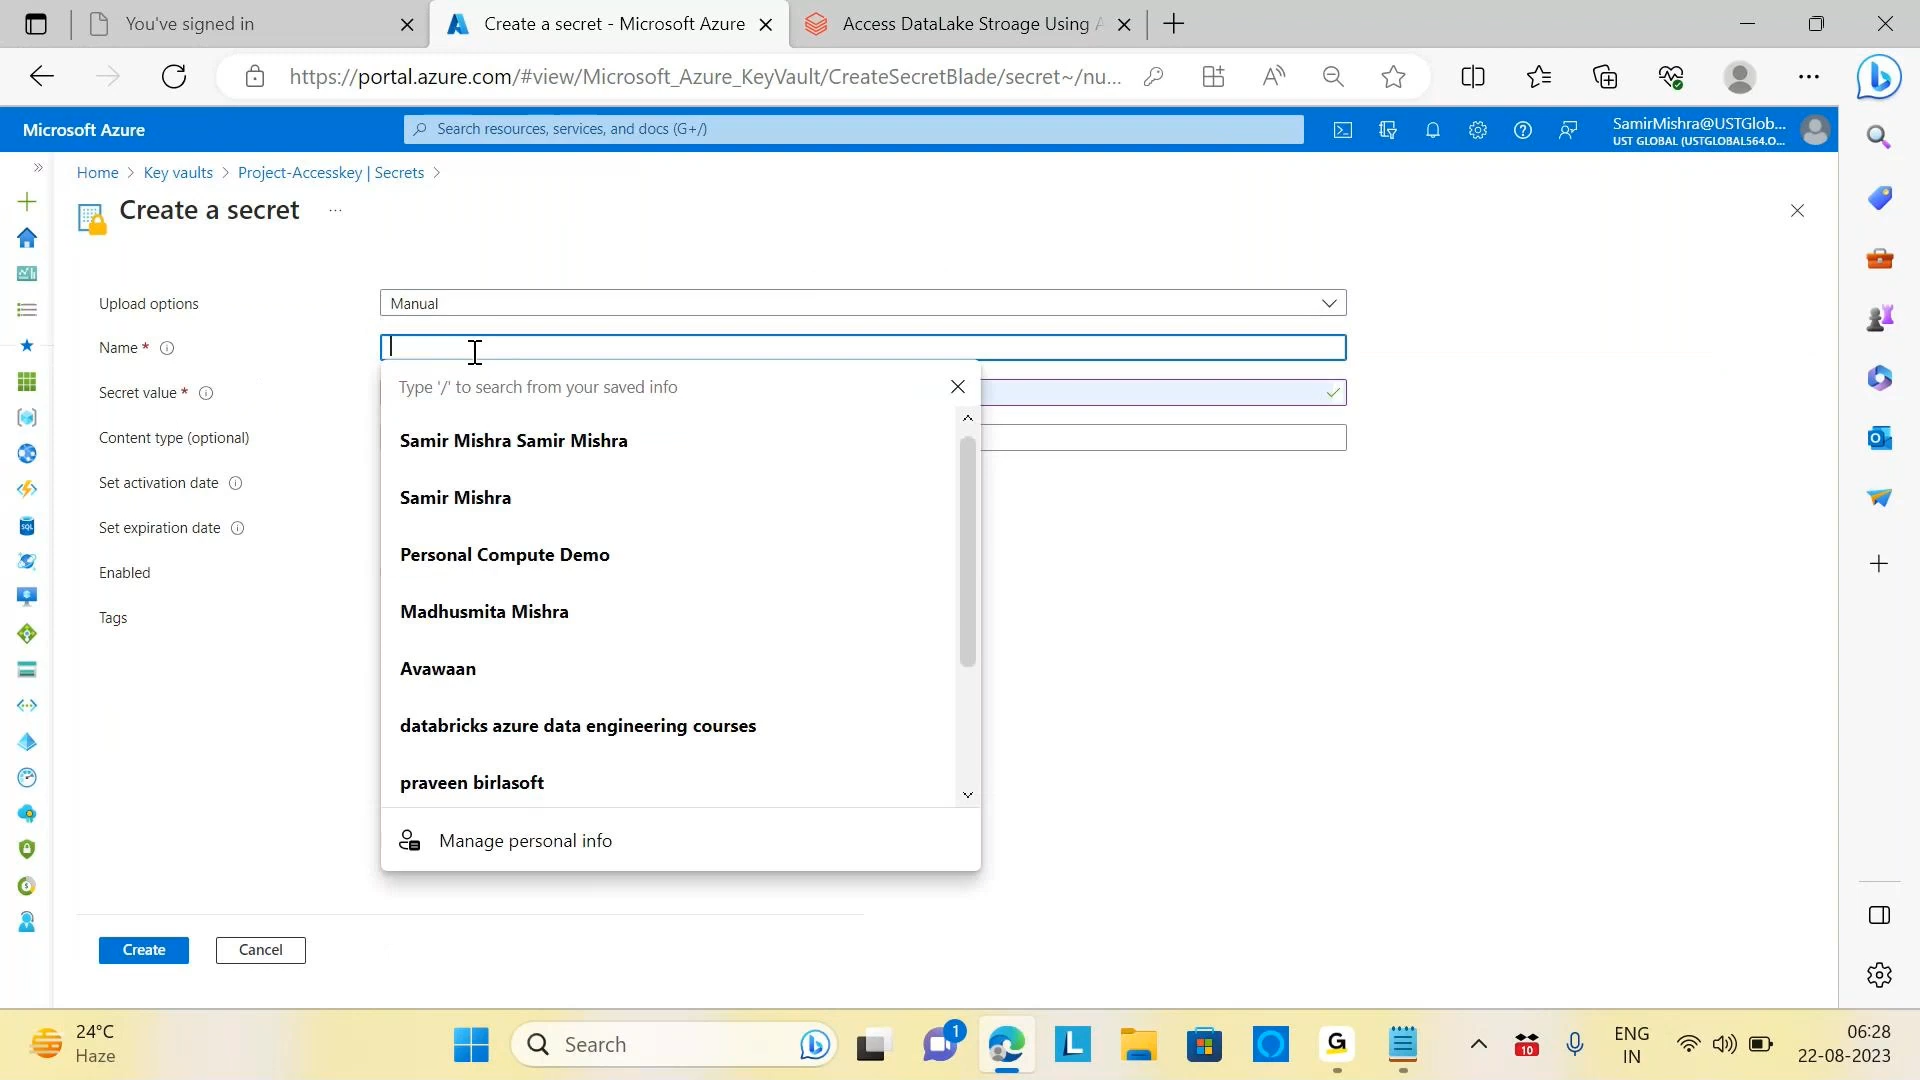 You've signed in
Create a secret - Microsoft Azure
Access DataLake Stroage Using A
https://portal.azure.com/#view/Microsoft_Azure_KeyVault/CreateSecretBlade/secret~/nu...
Microsoft Azure
Search resources, services, and docs (G+/)
SamirMishra@USTGlob...
UST GLOBAL (USTGLOBAL564.O...
Home > Key vaults > Project-Accesskey | Secrets >
Create a secret ...
Upload options
Manual
Name *
Type '/' to search from your saved info
Secret value *
Content type (optional)
Samir Mishra Samir Mishra
Set activation date
Samir Mishra
Set expiration date
Personal Compute Demo
Enabled
Madhusmita Mishra
Tags
Avawaan
databricks azure data engineering courses
praveen birlasoft
Manage personal info
Create
Cancel
24°C
Haze
Search
1
10
ENG
IN
06:28
22-08-2023